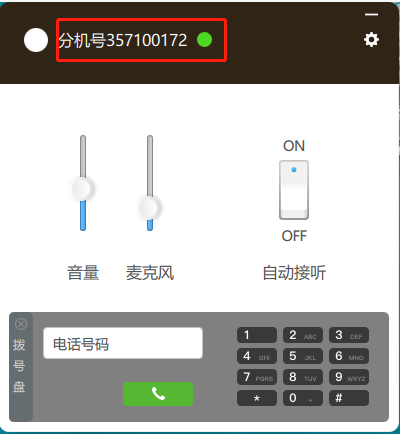 分机号357100172
ON
OFF
音量 麦克风 自动接听
拨号盘
电话号码
1 2 ABC 3 DEF
4 GHI 5 JKL 6 MNO
7 PQRS 8 TUV 9 WXYZ
* 0 + #